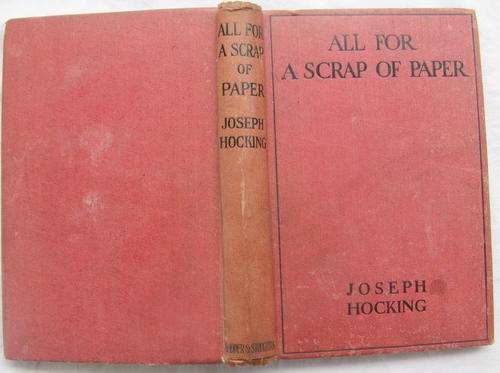 ALL FOR
A SCRAP
OF
PAPER
JOSEPH
HOCKING
ALL FOR
A SCRAP OF PAPER
JOSEPH
HOCKING